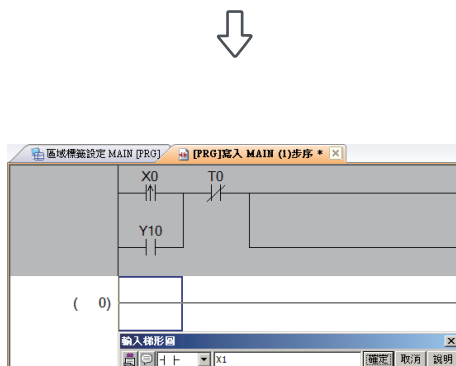 區域標籤設定 MAIN [PRG] [PRG]寫入 MAIN (1)步序 *
X0 T0
Y10
( 0)
輸入梯形圖
X1 確定 取消 說明